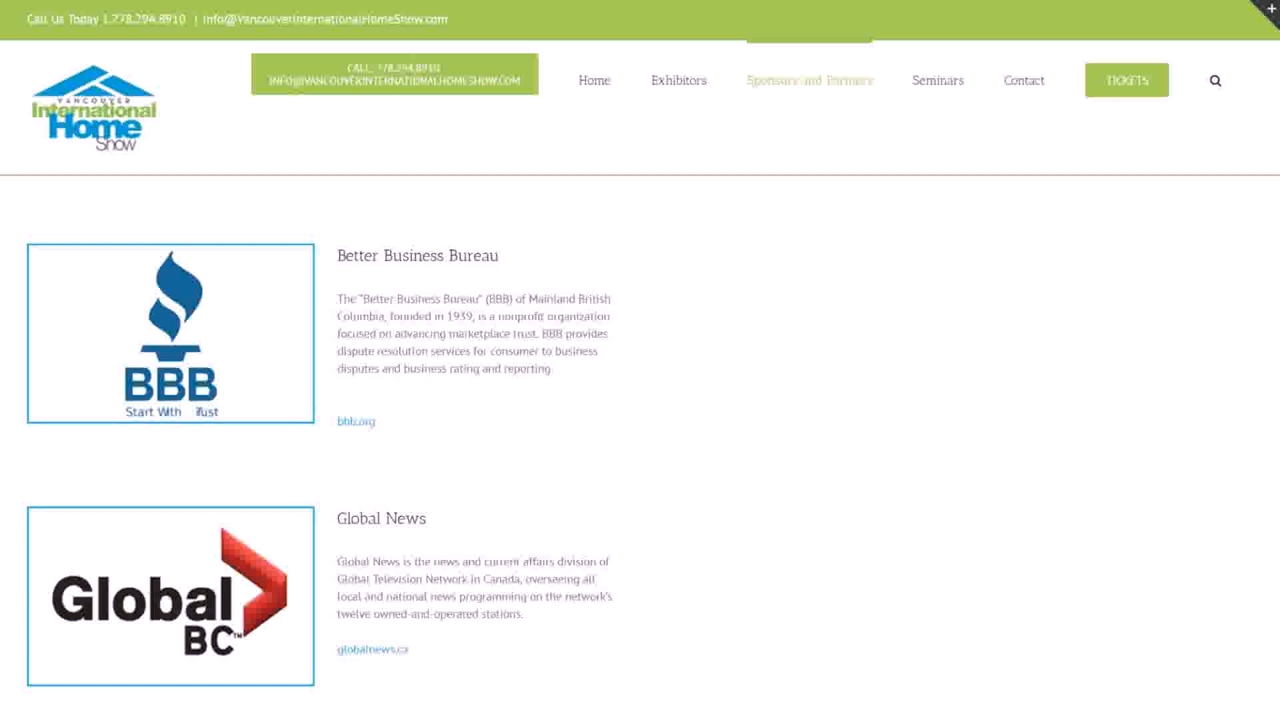 Call Us Today 1.778.294.8910 | info@VancouverInternationalHomeShow.com
VANCOUVER
International
Home
Show
CALL: 778.294.8910
INFO@VANCOUVERINTERNATIONALHOMESHOW.COM
Home
Exhibitors
Sponsors and Partners
Seminars
Contact
TICKETS
BBB
Start With Trust
Better Business Bureau
The "Better Business Bureau" (BBB) of Mainland British
Columbia, founded in 1939, is a nonprofit organization
focused on advancing marketplace trust. BBB provides
dispute resolution services for consumer to business
disputes and business rating and reporting.
bbb.org
Global
BC™
Global News
Global News is the news and current affairs division of
Global Television Network in Canada, overseeing all
local and national news programming on the network's
twelve owned-and-operated stations.
globalnews.ca